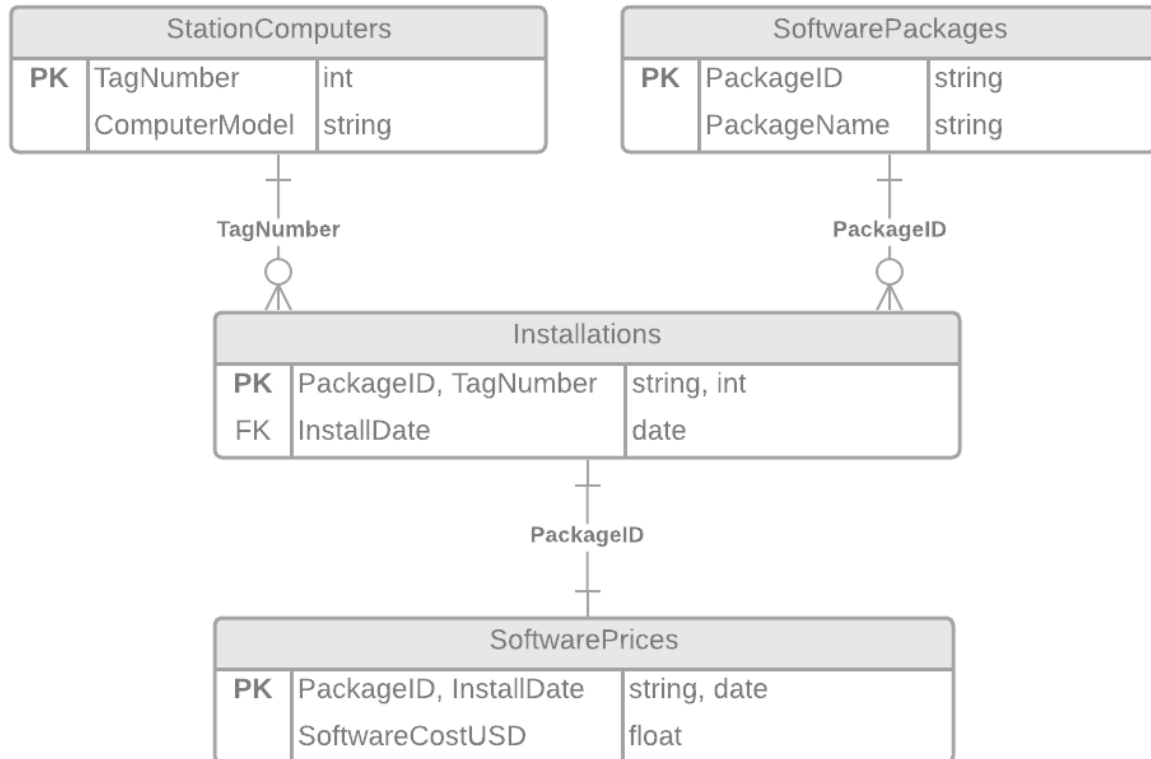 StationComputers
PK TagNumber int
ComputerModel string
SoftwarePackages
PK PackageID string
PackageName string
TagNumber
PackageID
Installations
PK PackageID, TagNumber string, int
FK InstallDate date
PackageID
SoftwarePrices
PK PackageID, InstallDate string, date
SoftwareCostUSD float